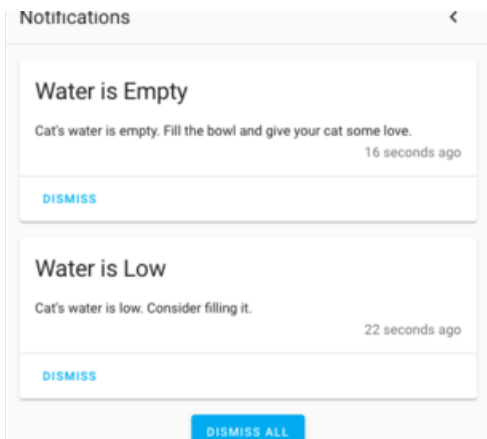 Notifications
Water is Empty
Cat's water is empty. Fill the bowl and give your cat some love.
16 seconds ago
DISMISS
Water is Low
Cat's water is low. Consider filling it.
22 seconds ago
DISMISS
DISMISS ALL